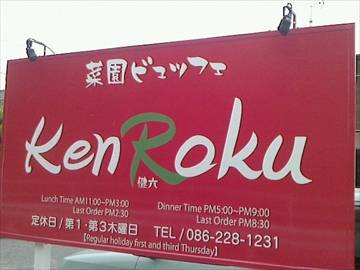 菜園ビュッフェ
KenRoku
健六
Lunch Time AM11:00~PM3:00
Last Order PM2:30
Dinner Time PM5:00~PM9:00
Last Order PM8:30
定休日/第1・第3木曜日 TEL/086-228-1231
【Regular holiday first and third Thursday】